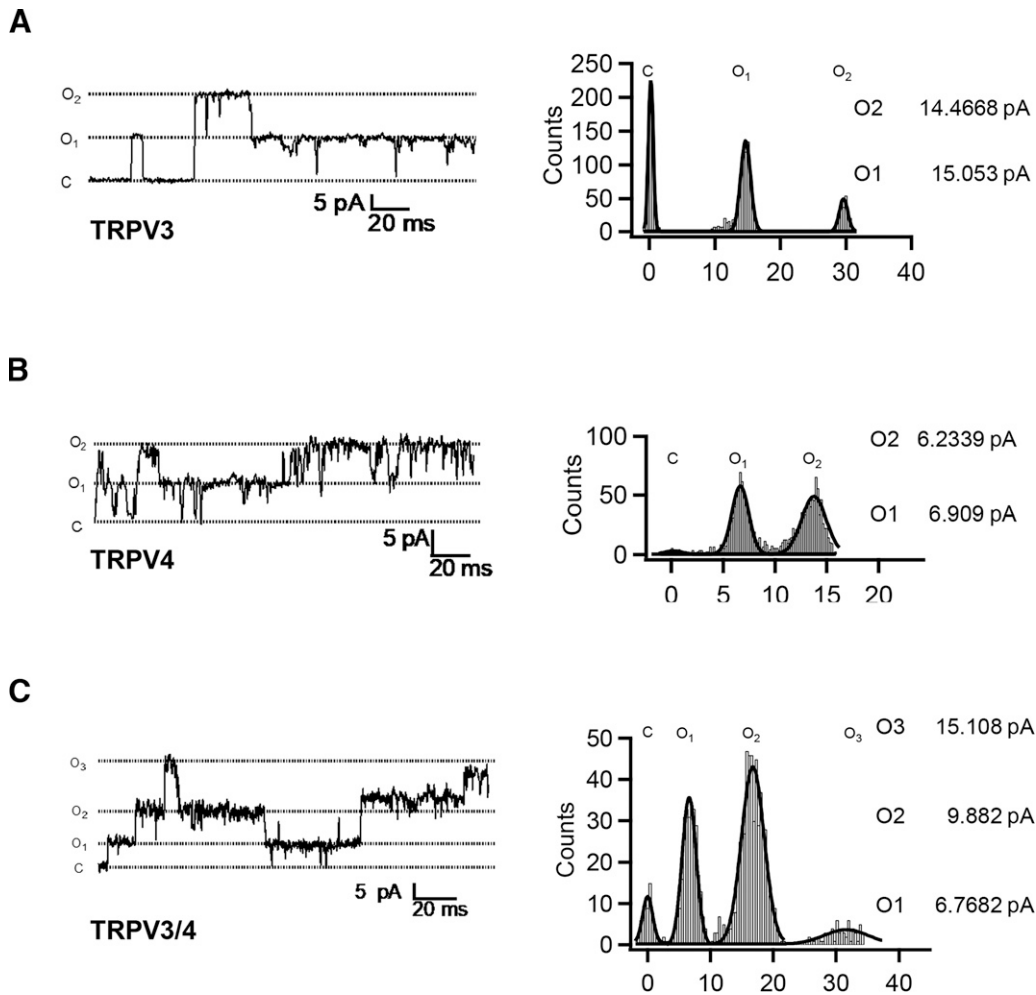 A
O₂
O₁
C
5 pA
20 ms
TRPV3
Counts
250
200
150
100
50
0
C O₁ O₂
O2 14.4668 pA
O1 15.053 pA
0 10 20 30 40
B
O₂
O₁
C
5 pA
20 ms
TRPV4
Counts
100
50
0
C O₁ O₂
O2 6.2339 pA
O1 6.909 pA
0 5 10 15 20
C
O₃
O₂
O₁
C
5 pA
20 ms
TRPV3/4
Counts
50
40
30
20
10
0
C O₁ O₂ O₃
O3 15.108 pA
O2 9.882 pA
O1 6.7682 pA
0 10 20 30 40